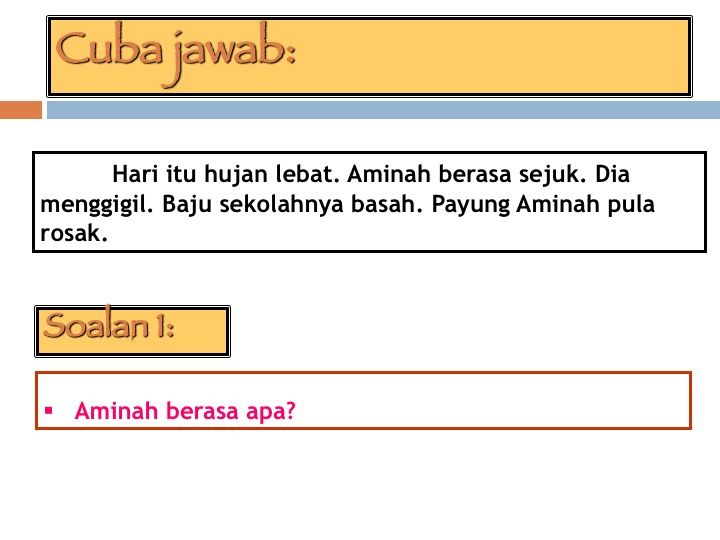 Cuba jawab:
Hari itu hujan lebat. Aminah berasa sejuk. Dia
menggigil. Baju sekolahnya basah. Payung Aminah pula
rosak.
Soalan 1:
▪ Aminah berasa apa?